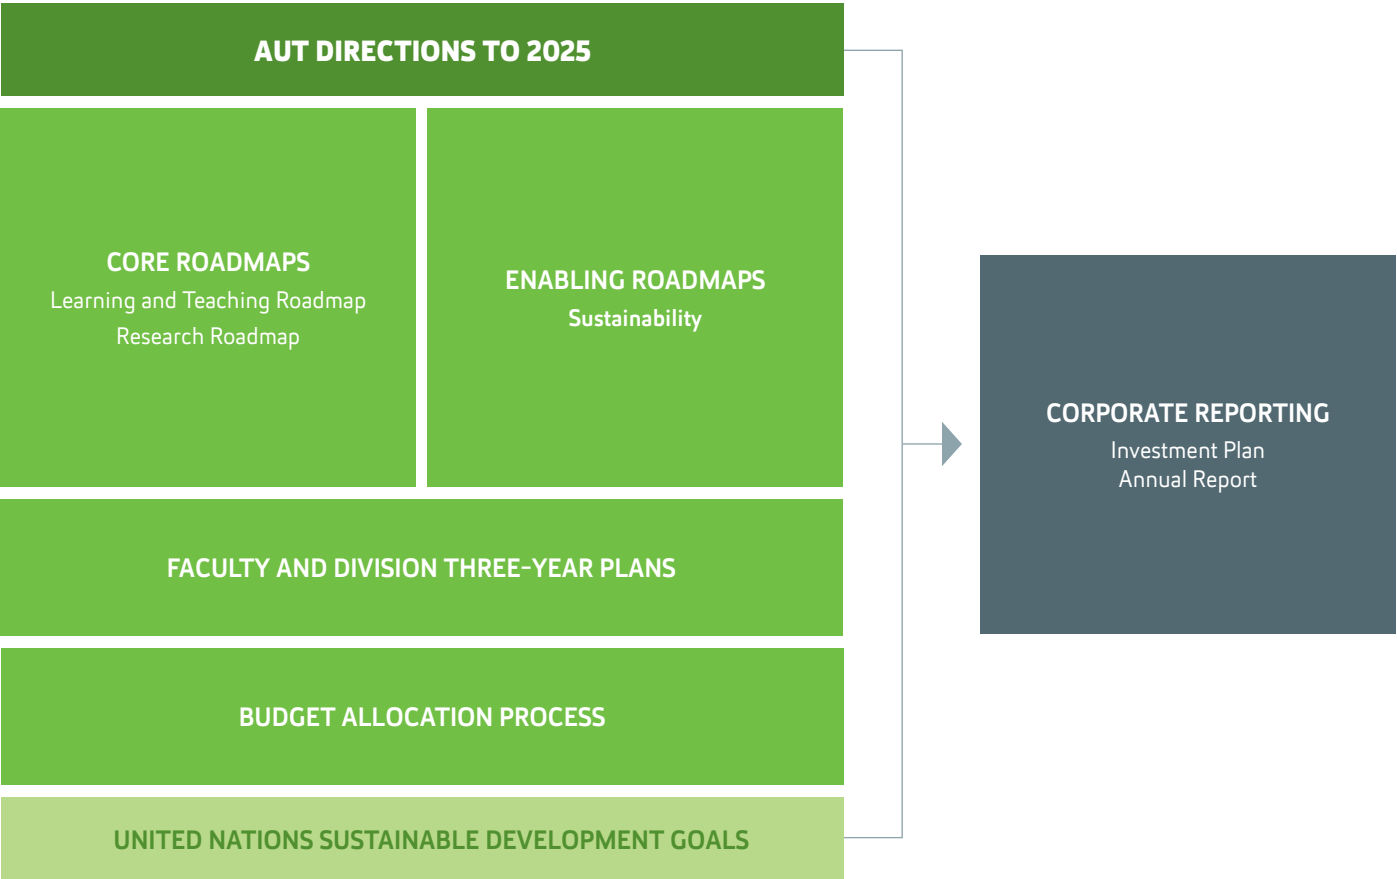 AUT DIRECTIONS TO 2025
CORE ROADMAPS
Learning and Teaching Roadmap
Research Roadmap
ENABLING ROADMAPS
Sustainability
CORPORATE REPORTING
Investment Plan
Annual Report
FACULTY AND DIVISION THREE-YEAR PLANS
BUDGET ALLOCATION PROCESS
UNITED NATIONS SUSTAINABLE DEVELOPMENT GOALS